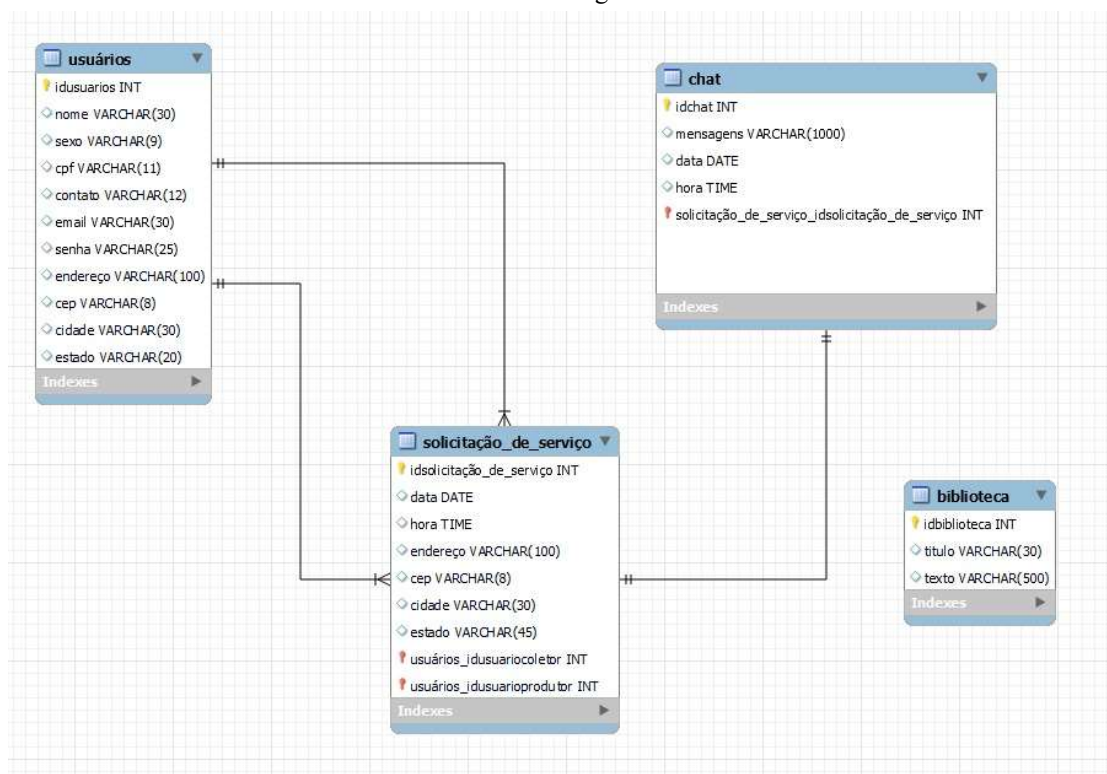 usuários
idusuarios INT
nome VARCHAR(30)
sexo VARCHAR(9)
cpf VARCHAR(11)
contato VARCHAR(12)
email VARCHAR(30)
senha VARCHAR(25)
endereço VARCHAR(100)
cep VARCHAR(8)
cidade VARCHAR(30)
estado VARCHAR(20)
Indexes
chat
idchat INT
mensagens VARCHAR(1000)
data DATE
hora TIME
solicitação_de_serviço_idsolicitação_de_serviço INT
Indexes
solicitação_de_serviço
idsolicitação_de_serviço INT
data DATE
hora TIME
endereço VARCHAR(100)
cep VARCHAR(8)
cidade VARCHAR(30)
estado VARCHAR(45)
usuários_idusuariocoletor INT
usuários_idusuarioprodutor INT
Indexes
biblioteca
idbiblioteca INT
titulo VARCHAR(30)
texto VARCHAR(500)
Indexes